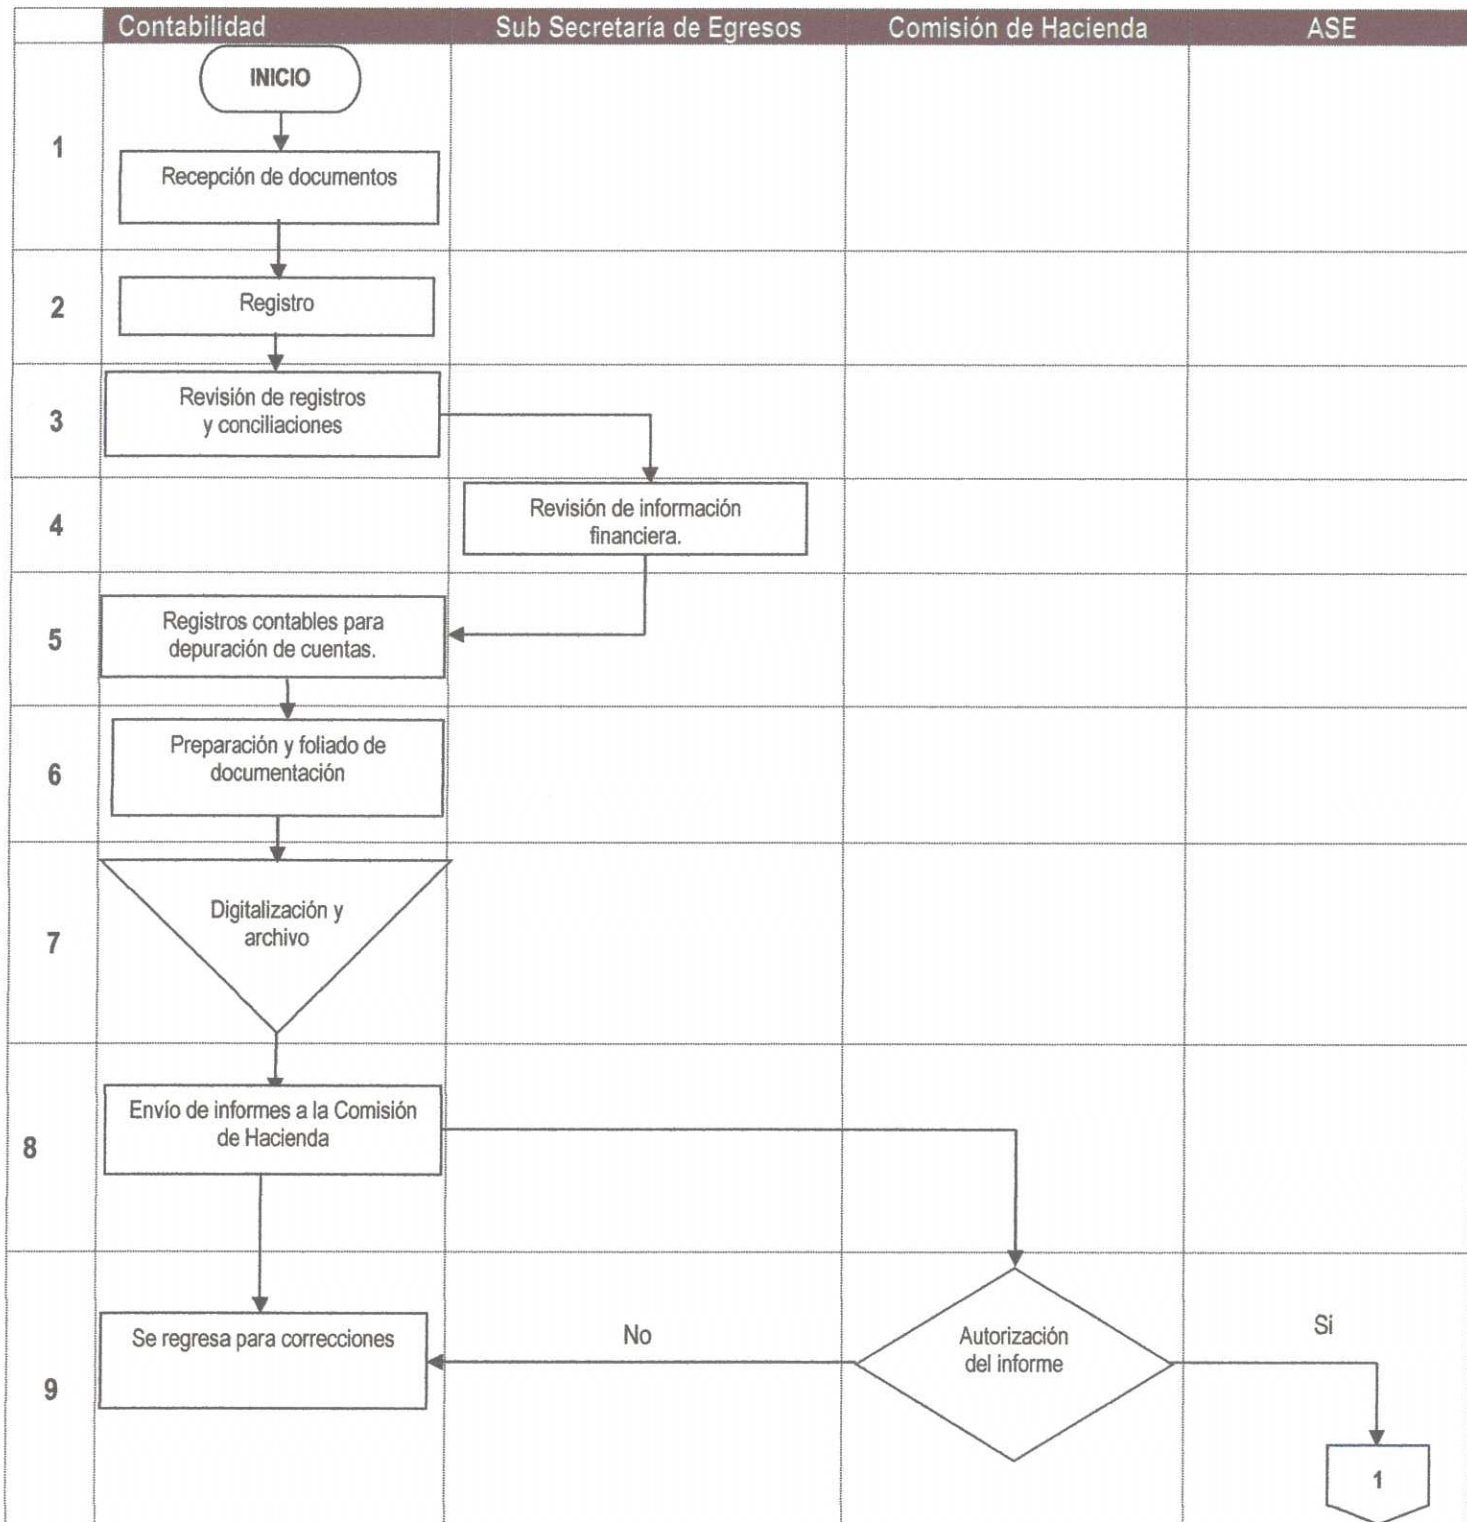 Contabilidad
Sub Secretaría de Egresos
Comisión de Hacienda
ASE
INICIO
1
Recepción de documentos
2
Registro
3
Revisión de registros
y conciliaciones
4
Revisión de información
financiera.
5
Registros contables para
depuración de cuentas.
6
Preparación y foliado de
documentación
7
Digitalización y
archivo
8
Envío de informes a la Comisión
de Hacienda
9
Se regresa para correcciones
No
Autorización
del informe
Si
1